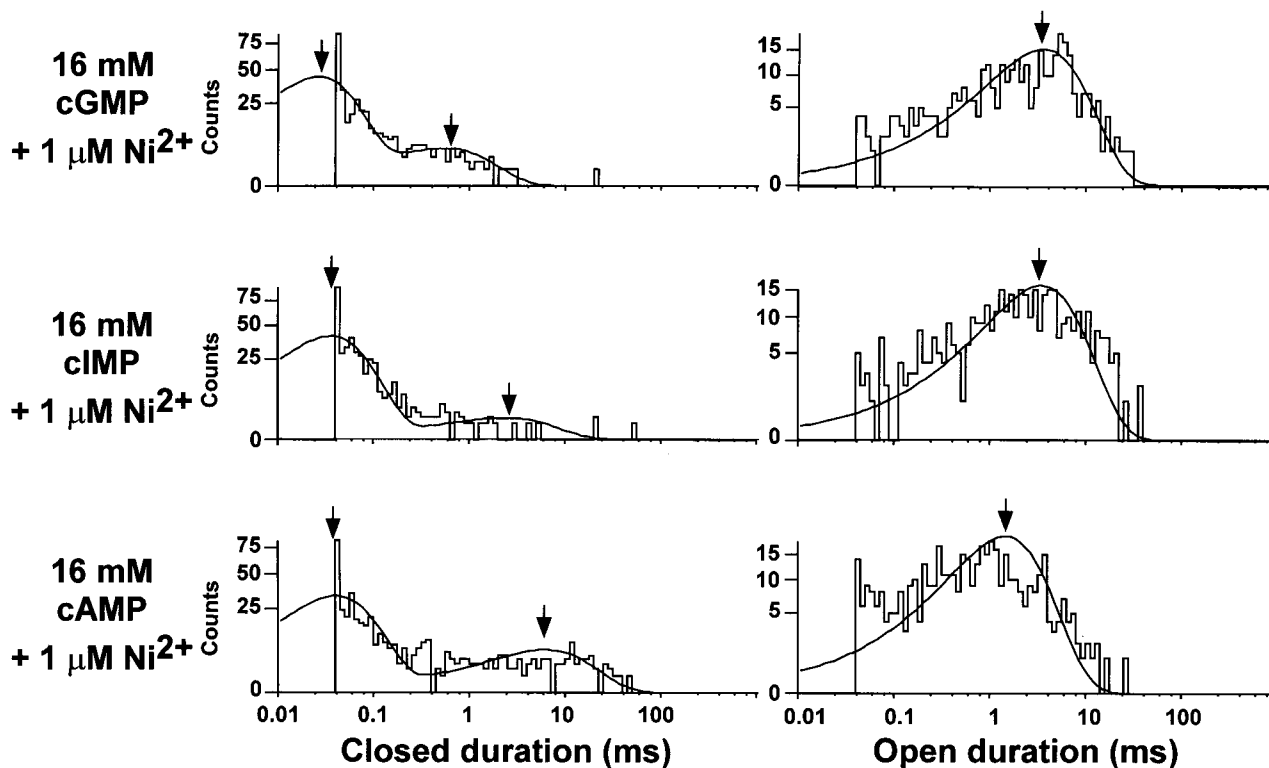 16 mM
cGMP
+ 1 μM Ni2+
Counts
75
50
25
0
15
10
5
0
16 mM
cIMP
+ 1 μM Ni2+
Counts
75
50
25
0
15
10
5
0
16 mM
cAMP
+ 1 μM Ni2+
Counts
75
50
25
0
15
10
5
0
0.01 0.1 1 10 100
Closed duration (ms)
0.01 0.1 1 10 100
Open duration (ms)